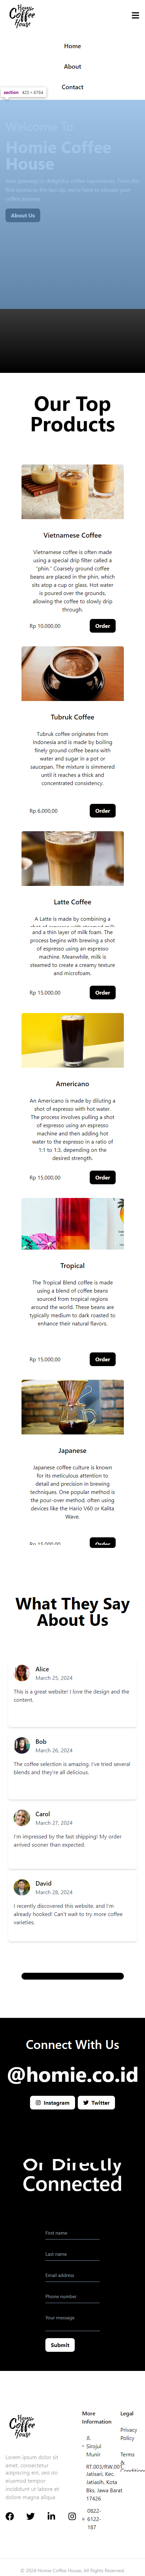 Homie
Coffee
House
Home
About
Contact
section 423 × 6704
Welcome To
Homie Coffee
House
Your journey to delightful coffee experiences. From the
first sip to the last sip, we're here to elevate your
coffee journey.
About Us
Our Top
Products
Vietnamese Coffee
Vietnamese coffee is often made
using a special drip filter called a
"phin." Coarsely ground coffee
beans are placed in the phin, which
sits atop a cup or glass. Hot water
is poured over the grounds,
allowing the coffee to slowly drip
through.
Rp 10.000,00
Order
Tubruk Coffee
Tubruk coffee originates from
Indonesia and is made by boiling
finely ground coffee beans with
water and sugar in a pot or
saucepan. The mixture is simmered
until it reaches a thick and
concentrated consistency.
Rp 6.000,00
Order
Latte Coffee
A Latte is made by combining a
shot of espresso with steamed milk
and a thin layer of milk foam. The
process begins with brewing a shot
of espresso using an espresso
machine. Meanwhile, milk is
steamed to create a creamy texture
and microfoam.
Rp 15.000,00
Order
Americano
An Americano is made by diluting a
shot of espresso with hot water.
The process involves pulling a shot
of espresso using an espresso
machine and then adding hot
water to the espresso in a ratio of
1:1 to 1:3, depending on the
desired strength.
Rp 15.000,00
Order
Tropical
The Tropical Blend coffee is made
using a blend of coffee beans
sourced from tropical regions
around the world. These beans are
typically medium to dark roasted to
enhance their natural flavors.
Rp 15.000,00
Order
Japanese
Japanese coffee culture is known
for its meticulous attention to
detail and precision in brewing
techniques. One popular method is
the pour-over method, often using
devices like the Hario V60 or Kalita
Wave.
Rp 15.000,00
Order
What They Say
About Us
Alice
March 25, 2024
This is a great website! I love the design and the
content.
Bob
March 26, 2024
The coffee selection is amazing. I've tried several
blends and they're all delicious.
Carol
March 27, 2024
I'm impressed by the fast shipping! My order
arrived sooner than expected.
David
March 28, 2024
I recently discovered this website, and I'm
already hooked! Can't wait to try more coffee
varieties.
Connect With Us
@homie.co.id
Instagram
Twitter
Or Directly
Connected
First name
Last name
Email address
Phone number
Your message
Submit
Homie
Coffee
House
Lorem ipsum dolor sit
amet, consectetur
adipiscing elit, sed do
eiusmod tempor
incididunt ut labore et
dolore magna aliqua
More
Information
Jl.
Sirojul
Munir
RT.003/RW.001,
Jatisari, Kec.
Jatiasih, Kota
Bks, Jawa Barat
17426
0822-
6122-
187
Legal
Privacy
Policy
Terms
&
Conditions
© 2024 Homie Coffee House. All Rights Reserved.